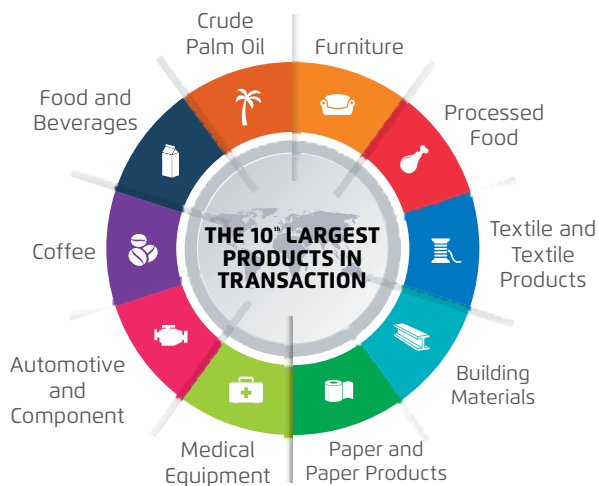 Crude
Palm Oil
Furniture
Food and
Beverages
Processed
Food
THE 10th LARGEST
PRODUCTS IN
TRANSACTION
Coffee
Textile and
Textile
Products
Automotive
and
Component
Building
Materials
Medical
Equipment
Paper and
Paper Products